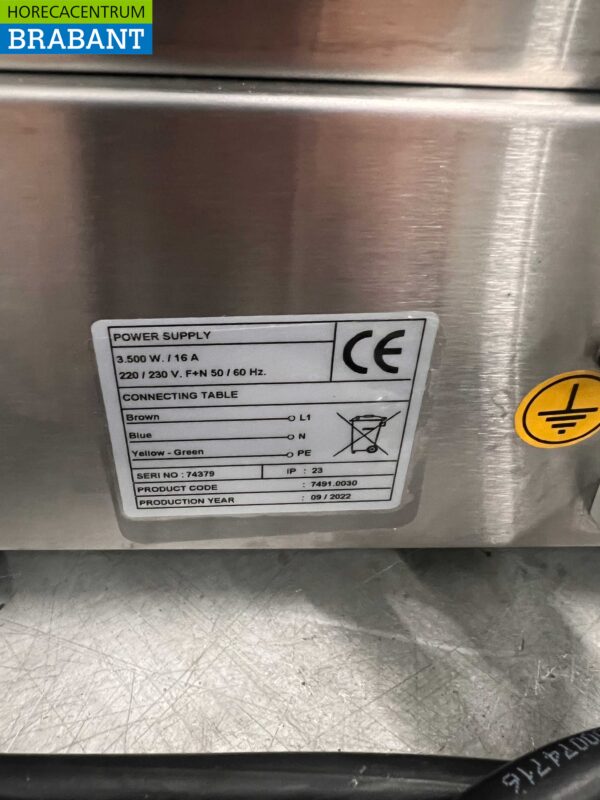 HORECACENTRUM
BRABANT
POWER SUPPLY
3.500 W. / 16 A
220 / 230 V. F+N 50 / 60 Hz.
CE
CONNECTING TABLE
Brown L1
Blue N
Yellow - Green PE
SERI NO : 74379 IP : 23
PRODUCT CODE : 7491.0030
PRODUCTION YEAR : 09 / 2022